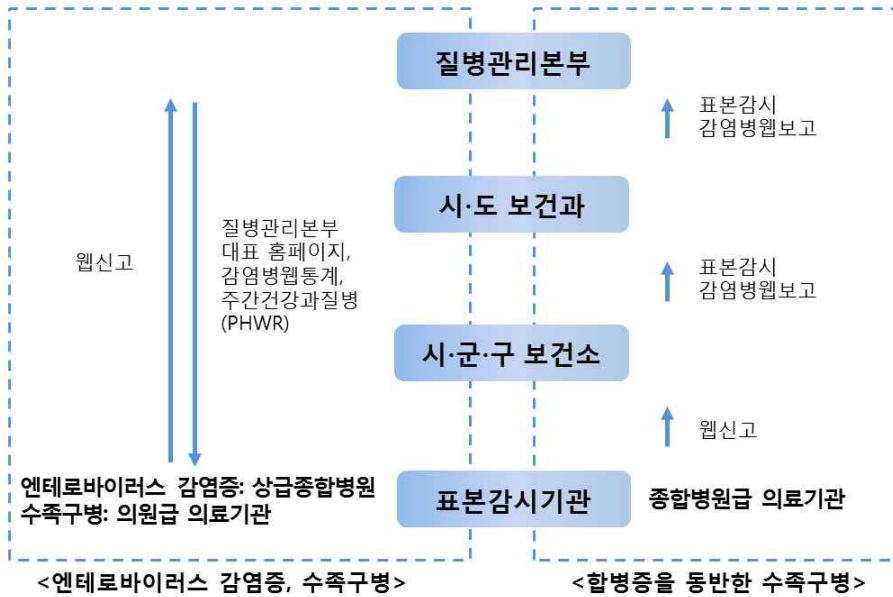 질병관리본부
표본감시
감염병웹보고
시·도 보건과
질병관리본부
대표 홈페이지,
감염병웹통계,
주간건강과질병
(PHWR)
웹신고
표본감시
감염병웹보고
시·군·구 보건소
웹신고
엔테로바이러스 감염증: 상급종합병원
수족구병: 의원급 의료기관
표본감시기관
종합병원급 의료기관
<엔테로바이러스 감염증, 수족구병>
<합병증을 동반한 수족구병>